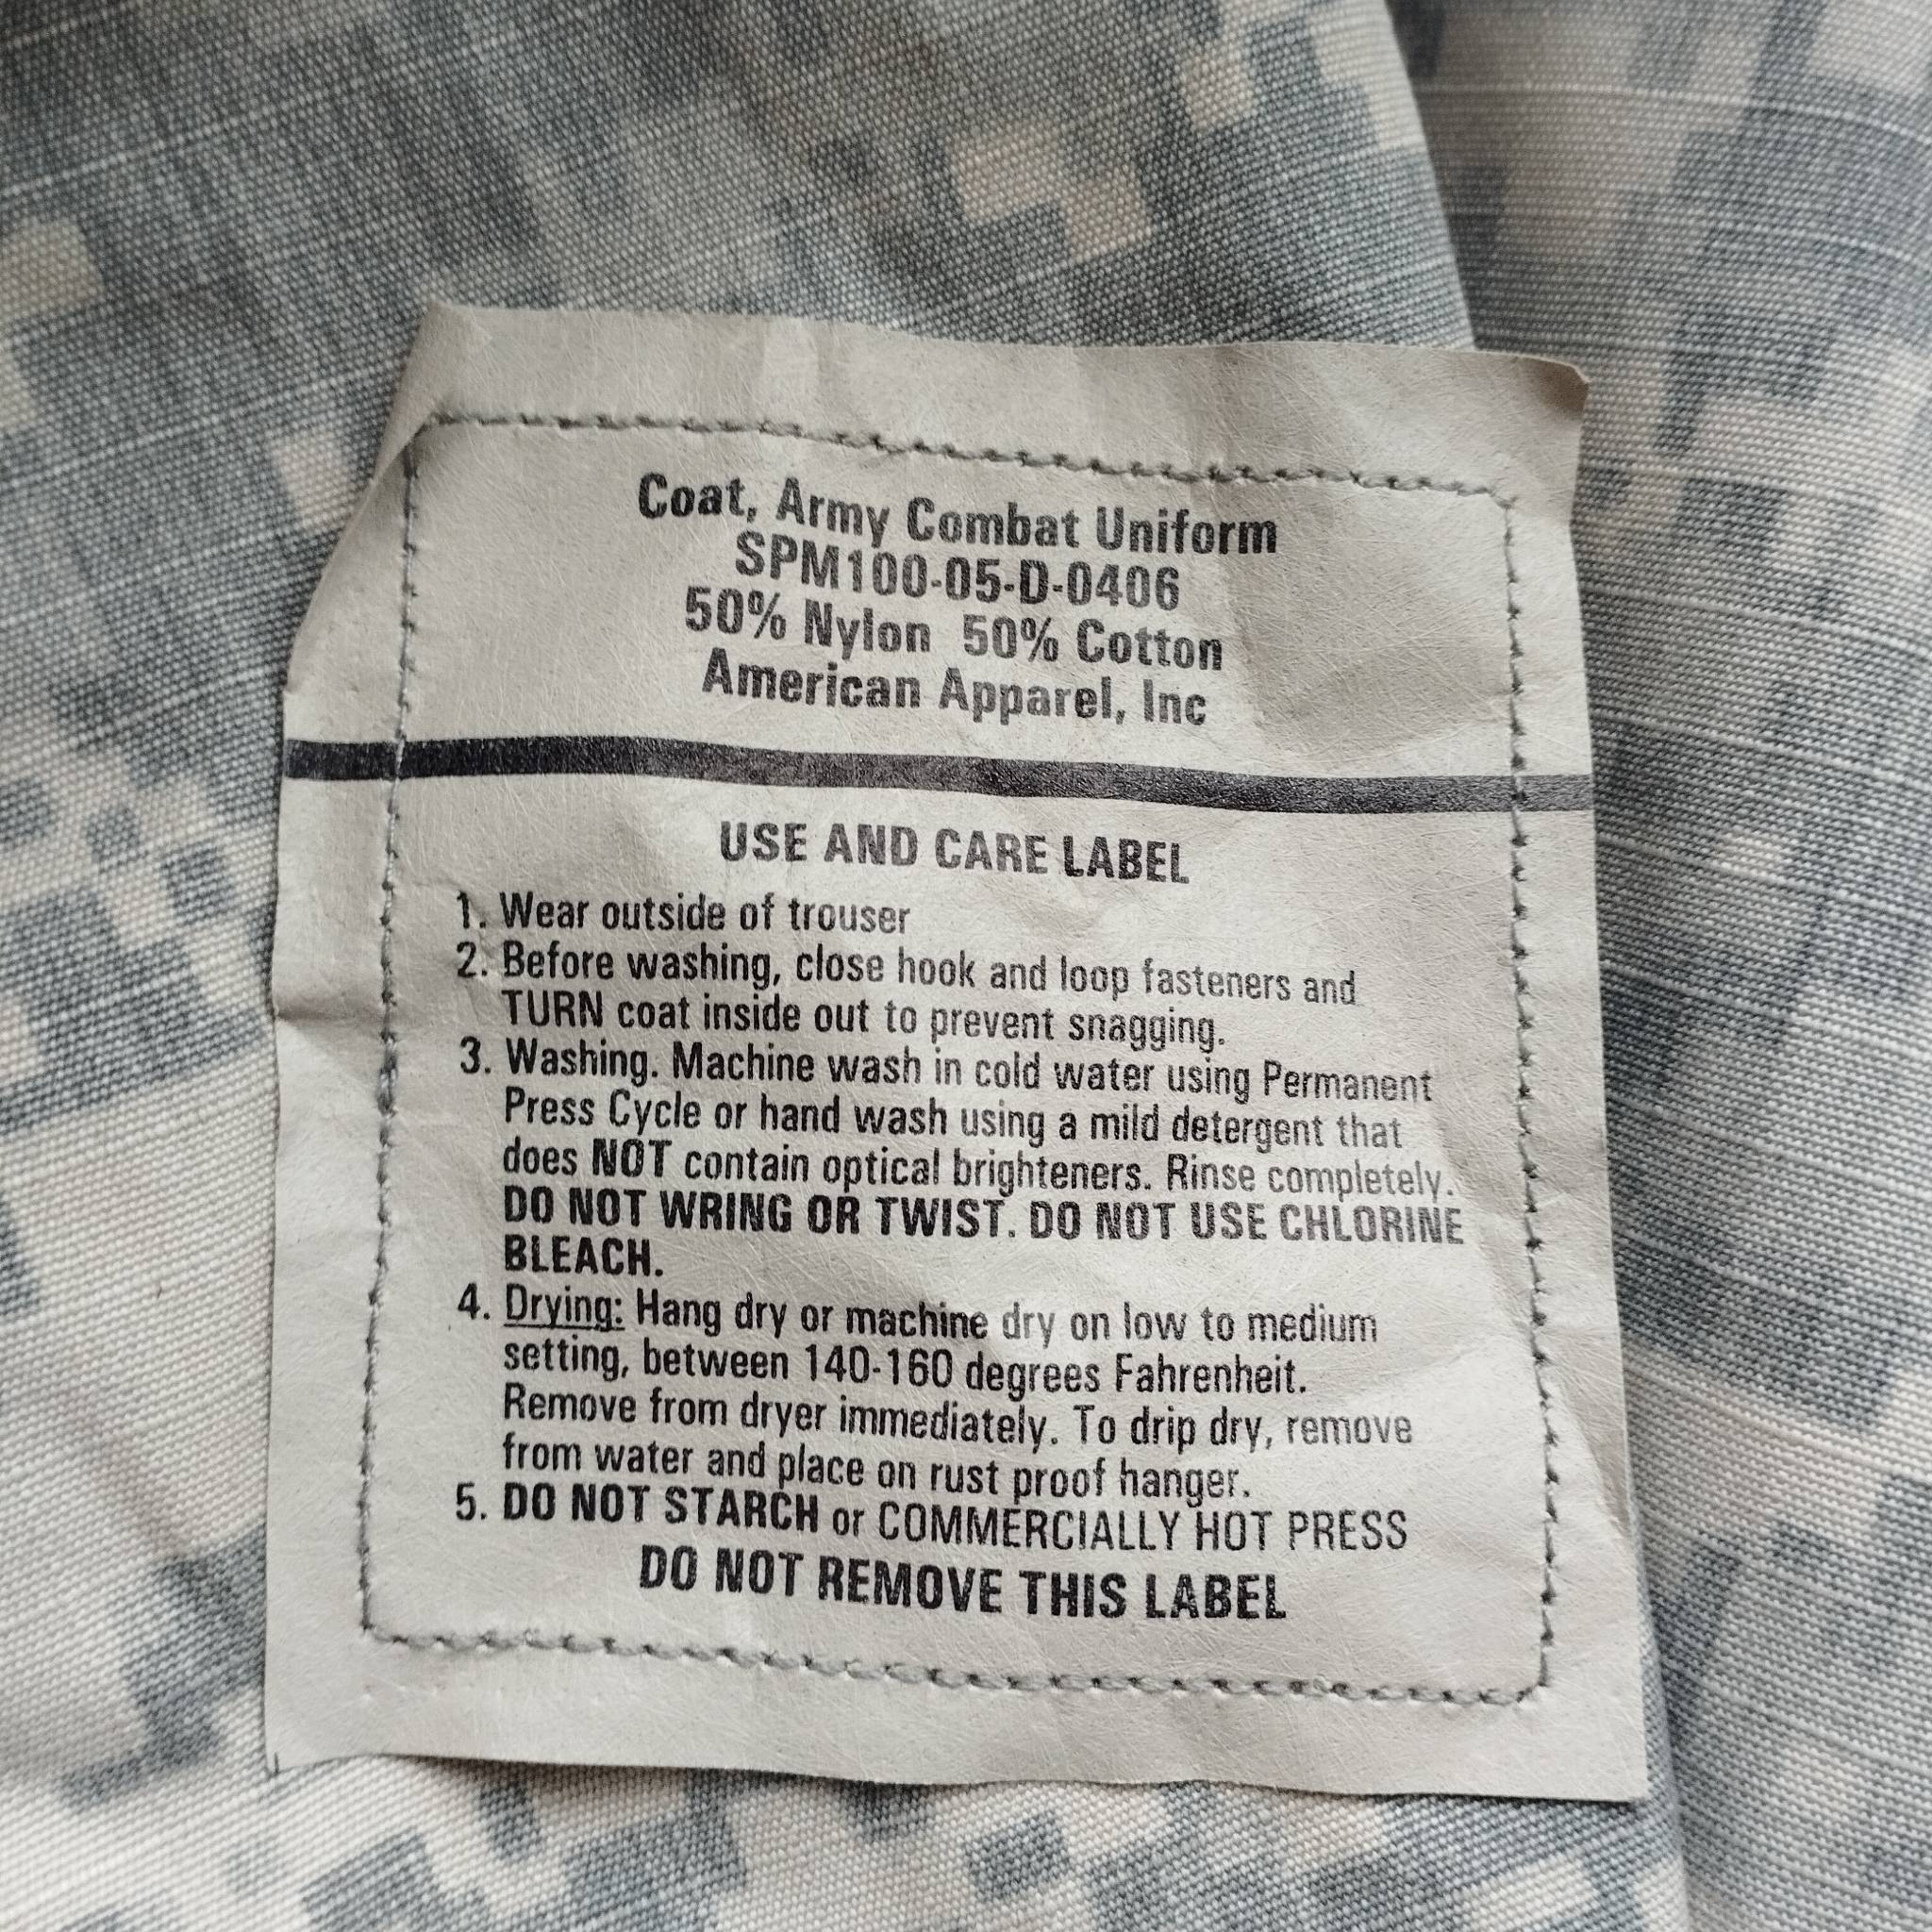 Coat, Army Combat Uniform
SPM100-05-D-0406
50% Nylon 50% Cotton
American Apparel, Inc
USE AND CARE LABEL
1. Wear outside of trouser
2. Before washing, close hook and loop fasteners and
TURN coat inside out to prevent snagging.
3. Washing. Machine wash in cold water using Permanent
Press Cycle or hand wash using a mild detergent that
does NOT contain optical brighteners. Rinse completely.
DO NOT WRING OR TWIST. DO NOT USE CHLORINE
BLEACH.
4. Drying: Hang dry or machine dry on low to medium
setting, between 140-160 degrees Fahrenheit.
Remove from dryer immediately. To drip dry, remove
from water and place on rust proof hanger.
5. DO NOT STARCH or COMMERCIALLY HOT PRESS
DO NOT REMOVE THIS LABEL